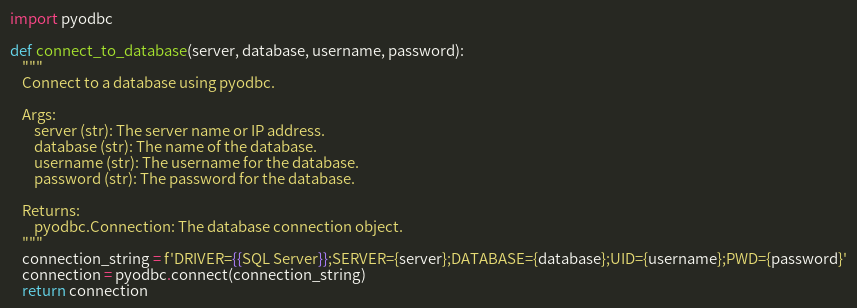 import pyodbc

def connect_to_database(server, database, username, password):
    """
    Connect to a database using pyodbc.

    Args:
        server (str): The server name or IP address.
        database (str): The name of the database.
        username (str): The username for the database.
        password (str): The password for the database.

    Returns:
        pyodbc.Connection: The database connection object.
    """
    connection_string = f'DRIVER={{SQL Server}};SERVER={server};DATABASE={database};UID={username};PWD={password}'
    connection = pyodbc.connect(connection_string)
    return connection